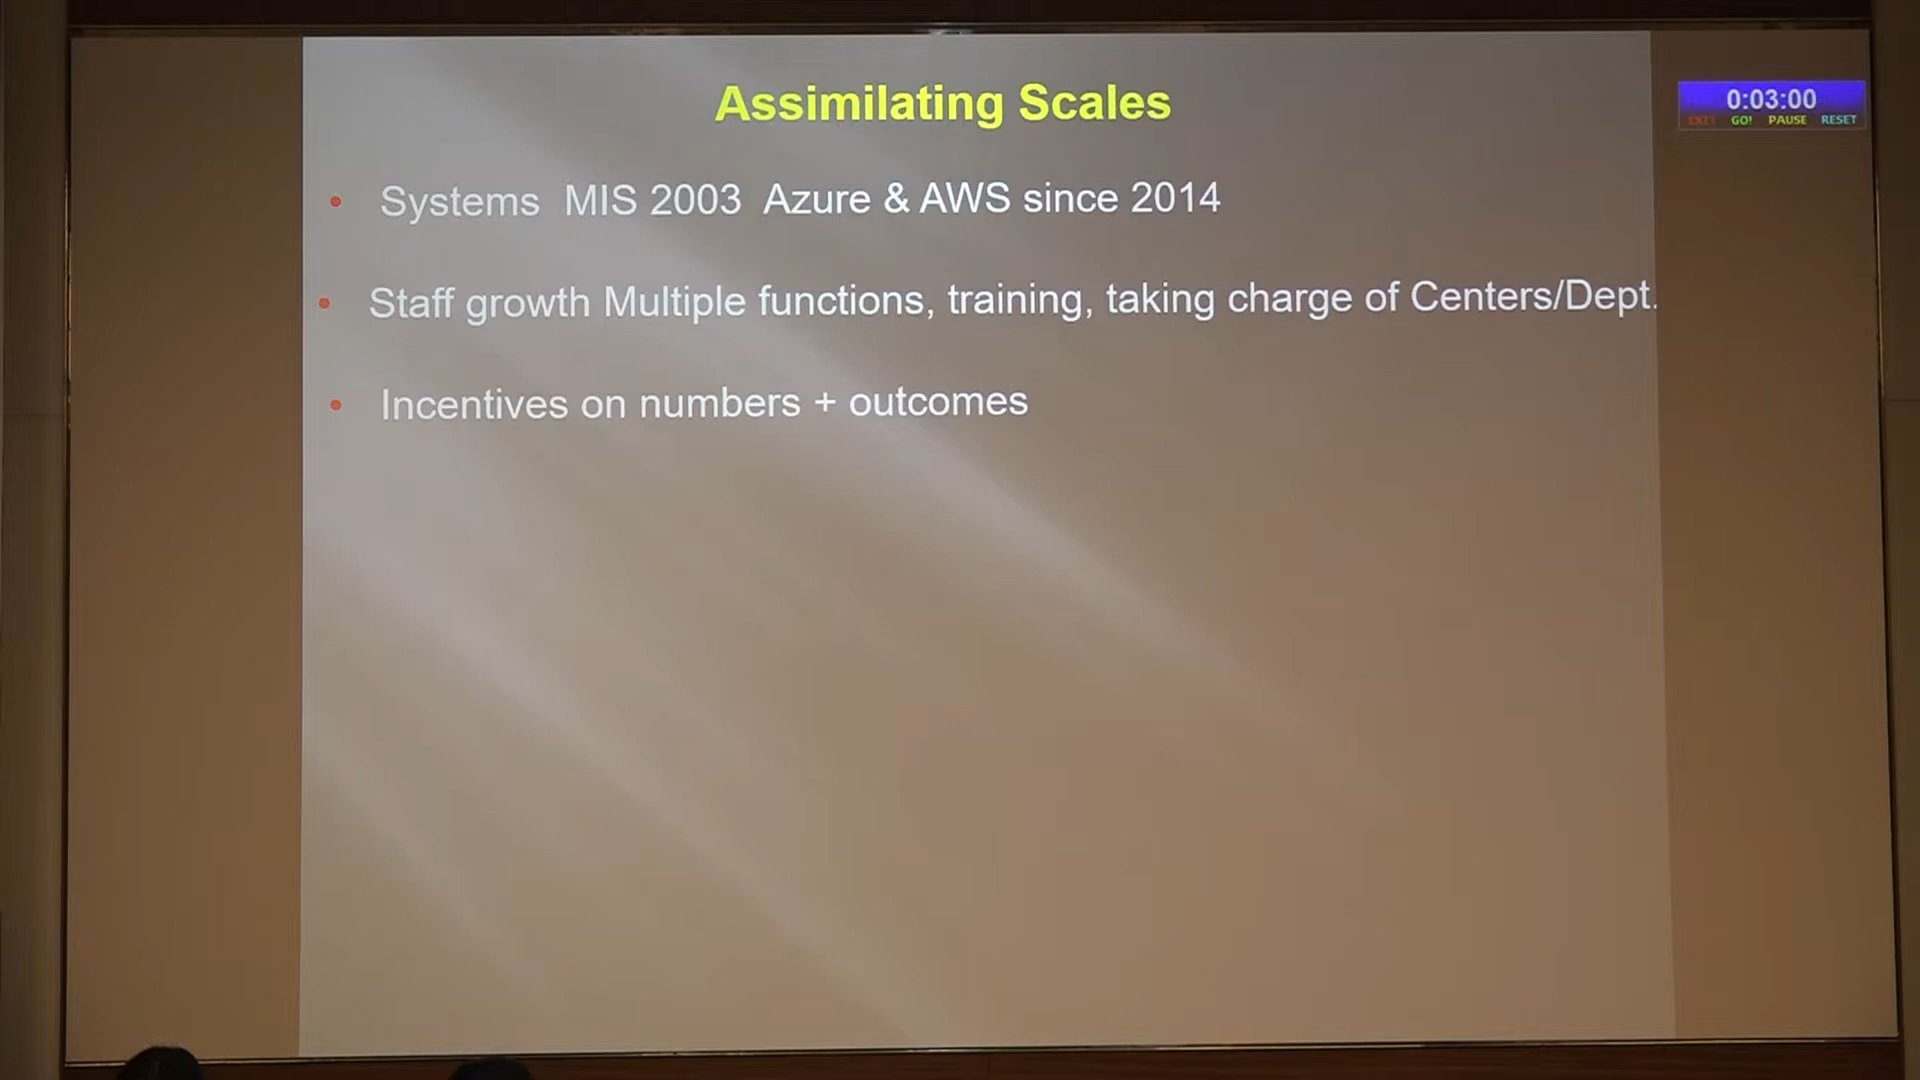 Assimilating Scales
0:03:00
EXIT GO! PAUSE RESET
• Systems MIS 2003 Azure & AWS since 2014
• Staff growth Multiple functions, training, taking charge of Centers/Dept.
• Incentives on numbers + outcomes